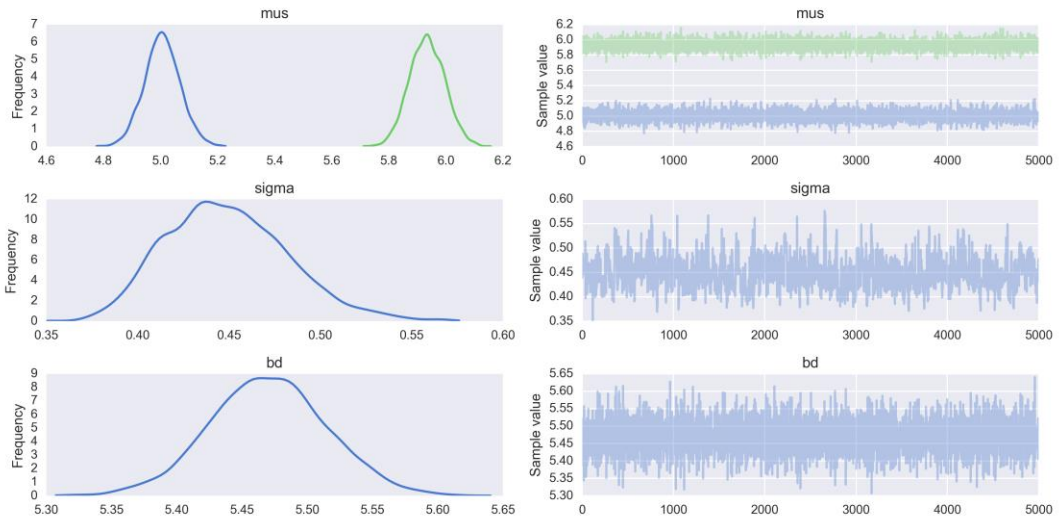 mus
7
6
5
4
3
2
1
0
Frequency
4.6 4.8 5.0 5.2 5.4 5.6 5.8 6.0 6.2
mus
6.2
6.0
5.8
5.6
5.4
5.2
5.0
4.8
4.6
Sample value
0 1000 2000 3000 4000 5000
sigma
12
10
8
6
4
2
0
Frequency
0.35 0.40 0.45 0.50 0.55 0.60
sigma
0.60
0.55
0.50
0.45
0.40
0.35
Sample value
0 1000 2000 3000 4000 5000
bd
9
8
7
6
5
4
3
2
1
0
Frequency
5.30 5.35 5.40 5.45 5.50 5.55 5.60 5.65
bd
5.65
5.60
5.55
5.50
5.45
5.40
5.35
5.30
Sample value
0 1000 2000 3000 4000 5000